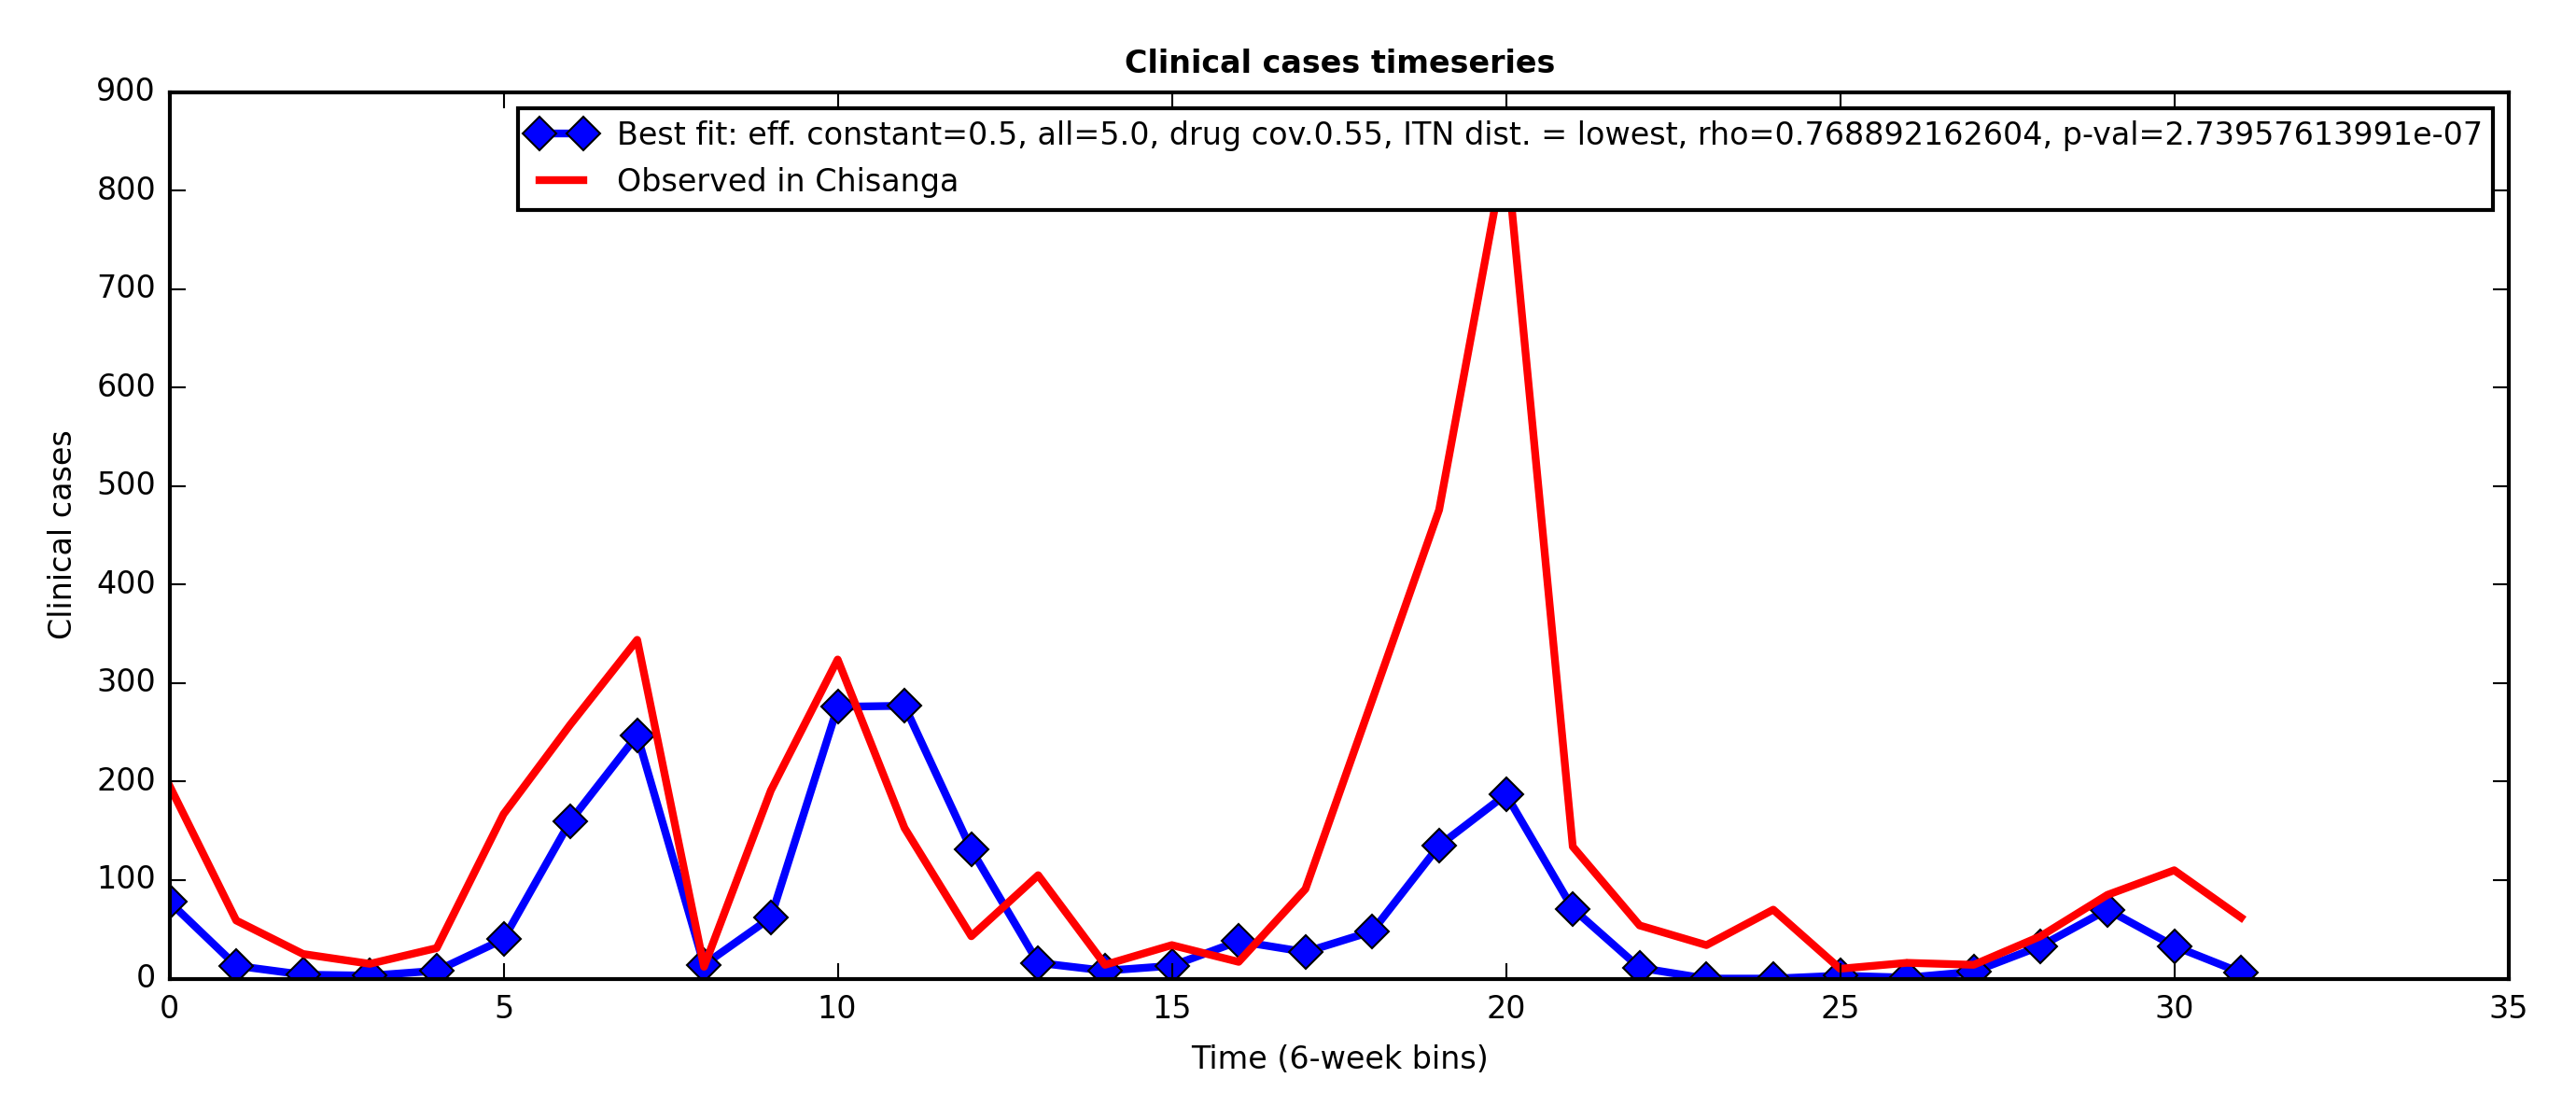 Clinical cases timeseries
900
800
700
600
500
400
300
200
100
0
Clinical cases
Best fit: eff. constant=0.5, all=5.0, drug cov.0.55, ITN dist. = lowest, rho=0.768892162604, p-val=2.73957613991e-07
Observed in Chisanga
0 5 10 15 20 25 30 35
Time (6-week bins)